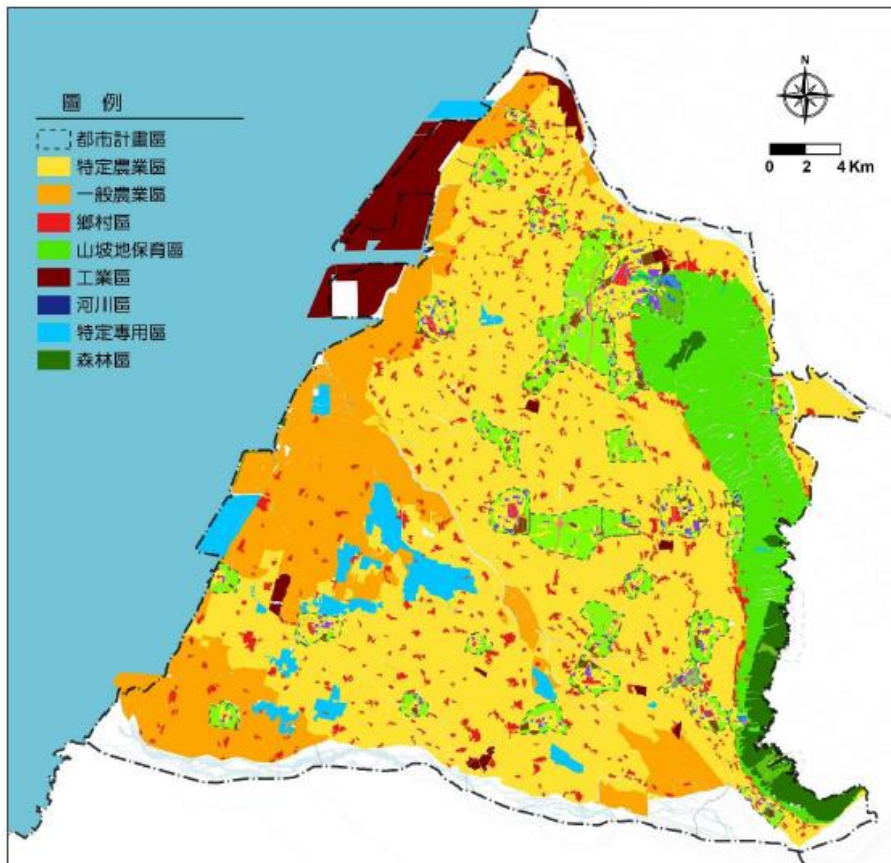 圖 例
都市計畫區
特定農業區
一般農業區
鄉村區
山坡地保育區
工業區
河川區
特定專用區
森林區
N
0 2 4 Km